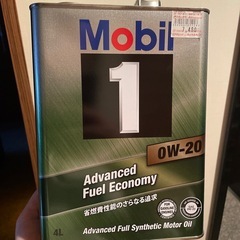 Mobil
1
0W-20
Advanced
Fuel Economy
省燃費性能のさらなる追求
4L
Advanced Full Synthetic Motor Oil